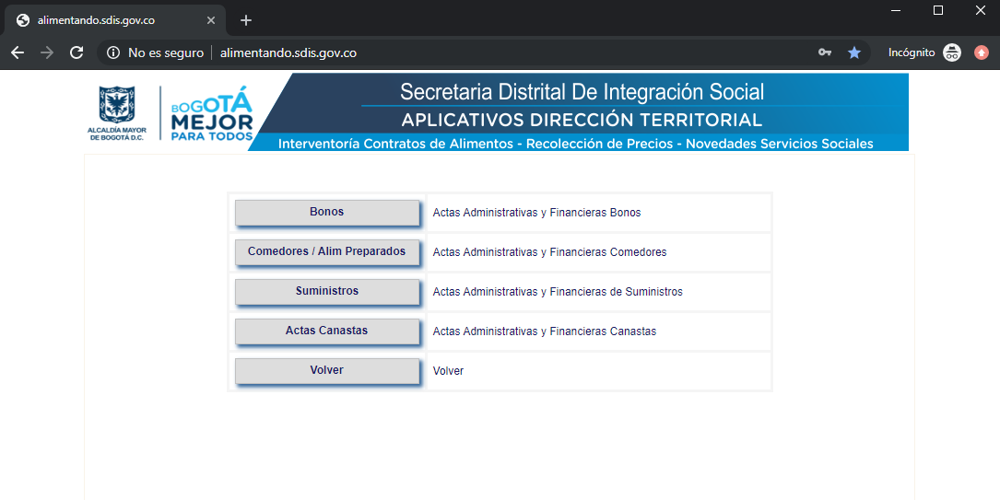 alimentando.sdis.gov.co
No es seguro | alimentando.sdis.gov.co
Incógnito
ALCALDÍA MAYOR
DE BOGOTÁ D.C.
BOGOTÁ
MEJOR
PARA TODOS
Secretaria Distrital De Integración Social
APLICATIVOS DIRECCIÓN TERRITORIAL
Interventoría Contratos de Alimentos - Recolección de Precios - Novedades Servicios Sociales
Bonos Actas Administrativas y Financieras Bonos
Comedores / Alim Preparados Actas Administrativas y Financieras Comedores
Suministros Actas Administrativas y Financieras de Suministros
Actas Canastas Actas Administrativas y Financieras Canastas
Volver Volver